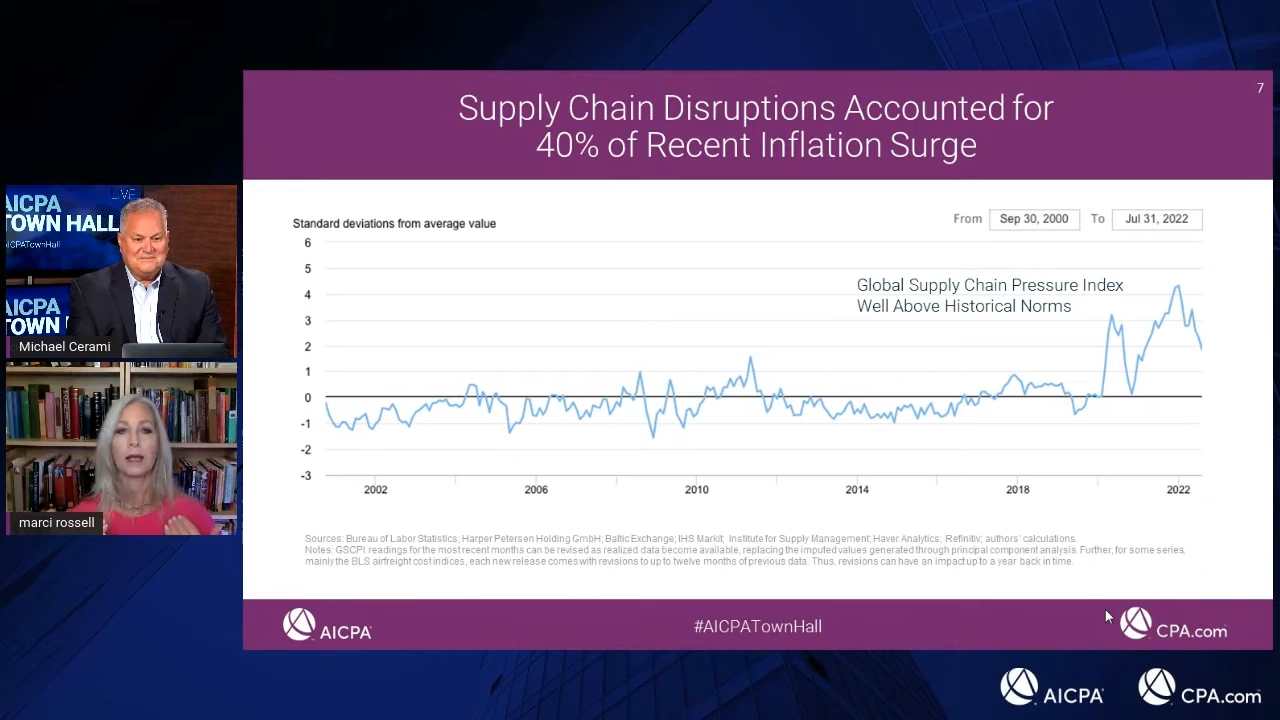 7
Supply Chain Disruptions Accounted for
40% of Recent Inflation Surge
Standard deviations from average value
From Sep 30, 2000 To Jul 31, 2022
6
5
4
3
2
1
0
-1
-2
-3
Global Supply Chain Pressure Index
Well Above Historical Norms
2002 2006 2010 2014 2018 2022
Sources: Bureau of Labor Statistics; Harper Petersen Holding GmbH; Baltic Exchange; IHS Markit; Institute for Supply Management; Haver Analytics; Refinitiv; authors' calculations.
Notes: GSCPI readings for the most recent months can be revised as realized data become available, replacing the imputed values generated through principal component analysis. Further, for some series,
mainly the BLS airfreight cost indices, each new release comes with revisions to up to twelve months of previous data. Thus, revisions can have an impact up to a year back in time.
AICPA
#AICPATownHall
CPA.com
LIVE
AICPA
TOWN HALL
AICPATownHall
AICPA
TOWN
Michael Cerami
marci rossell
AICPA
CPA.com